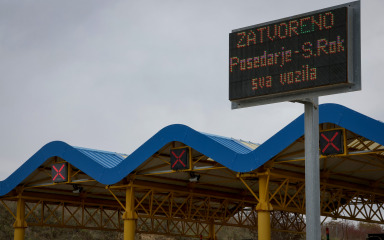 ZATVORENO
Posedarje-S.Rok
sva vozila